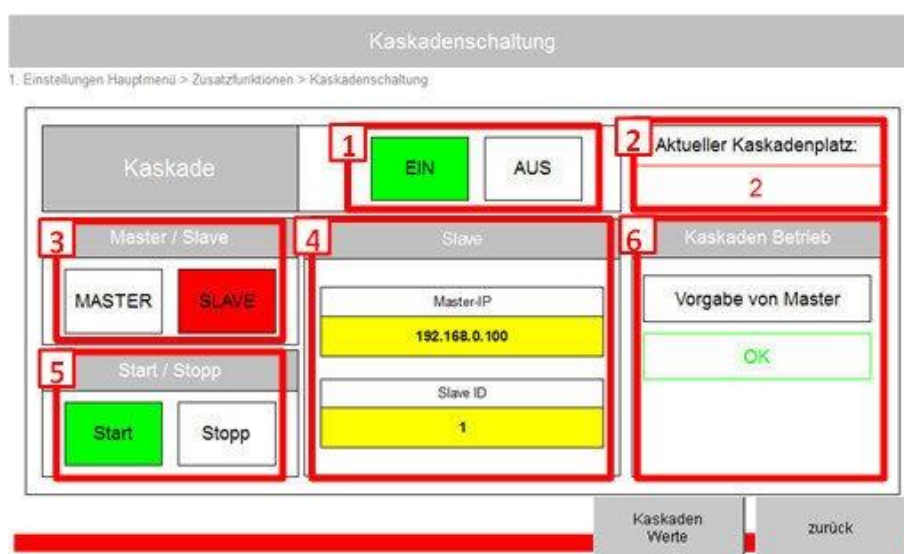 Kaskadenschaltung
1. Einstellungen Hauptmenü > Zusatzfunktionen > Kaskadenschaltung
Kaskade
1
EIN
AUS
2
Aktueller Kaskadenplatz:
2
3
Master / Slave
MASTER
SLAVE
4
Slave
Master-IP
192.168.0.100
Slave ID
1
6
Kaskaden Betrieb
Vorgabe von Master
OK
5
Start / Stopp
Start
Stopp
Kaskaden
Werte
zurück